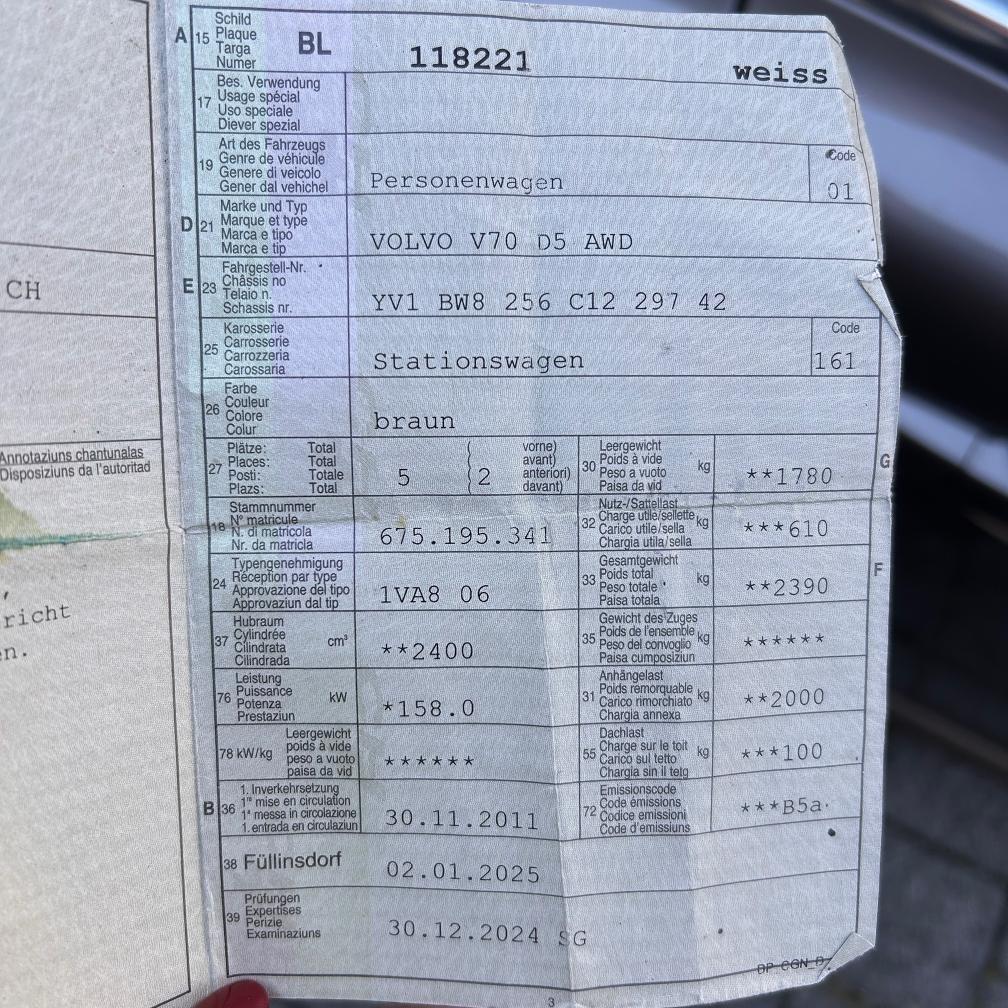 CH
Annotaziuns chantunalas
Disposiziuns da l'autoritad
richt
en.
A 15 Schild
Plaque
Targa
Numer
BL 118221 weiss
17 Bes. Verwendung
Usage spécial
Uso speciale
Diever spezial
19 Art des Fahrzeugs
Genre de véhicule
Genere di veicolo
Gener dal vehichel
Personenwagen
Code
01
D 21 Marke und Typ
Marque et type
Marca e tipo
Marca e tip
VOLVO V70 D5 AWD
E 23 Fahrgestell-Nr.
Châssis no
Telaio n.
Schassis nr.
YV1 BW8 256 C12 297 42
25 Karosserie
Carrosserie
Carrozzeria
Carossaria
Stationswagen
Code
161
26 Farbe
Couleur
Colore
Colur
braun
27 Plätze: Total
Places: Total
Posti: Totale
Plazs: Total
5 2
vorne)
avant)
anteriori)
davant)
G 30 Leergewicht
Poids à vide
Peso a vuoto
Paisa da vid
kg **1780
18 Stammnummer
N° matricule
N. di matricola
Nr. da matricla
675.195.341
32 Nutz-/Sattellast
Charge utile/sellette
Carico utile/sella
Chargia utila/sella
kg ***610
24 Typengenehmigung
Réception par type
Approvazione del tipo
Approvaziun dal tip
1VA8 06
F 33 Gesamtgewicht
Poids total
Peso totale
Paisa totala
kg **2390
37 Hubraum
Cylindrée
Cilindrata
Cilindrada
cm³ **2400
35 Gewicht des Zuges
Poids de l'ensemble
Peso del convoglio
Paisa cumposiziun
kg ******
76 Leistung
Puissance
Potenza
Prestaziun
kW *158.0
31 Anhängelast
Poids remorquable
Carico rimorchiato
Chargia annexa
kg **2000
78 kW/kg Leergewicht
poids à vide
peso a vuoto
paisa da vid
******
55 Dachlast
Charge sur le toit
Carico sul tetto
Chargia sin il tetg
kg ***100
B 36 1. Inverkehrsetzung
1re mise en circulation
1a messa in circolazione
1. entrada en circulaziun
30.11.2011
72 Emissionscode
Code émissions
Codice emissioni
Code d'emissiuns
***B5a
38 Füllinsdorf 02.01.2025
39 Prüfungen
Expertises
Perizie
Examinaziuns
30.12.2024 SG
3